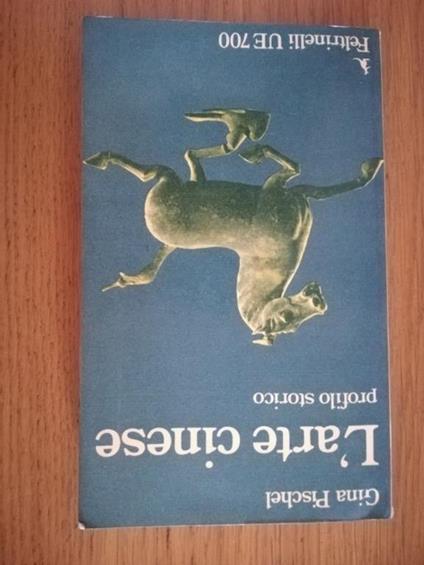 Gina Pischel
L'arte cinese
profilo storico
Feltrinelli UE 700